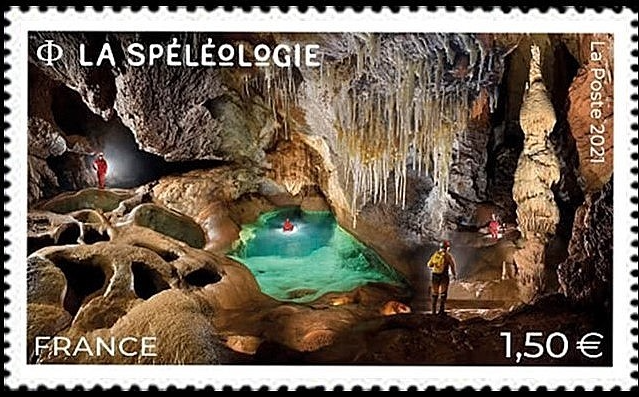 LA SPÉLÉOLOGIE
La Poste 2021
FRANCE
1,50 €